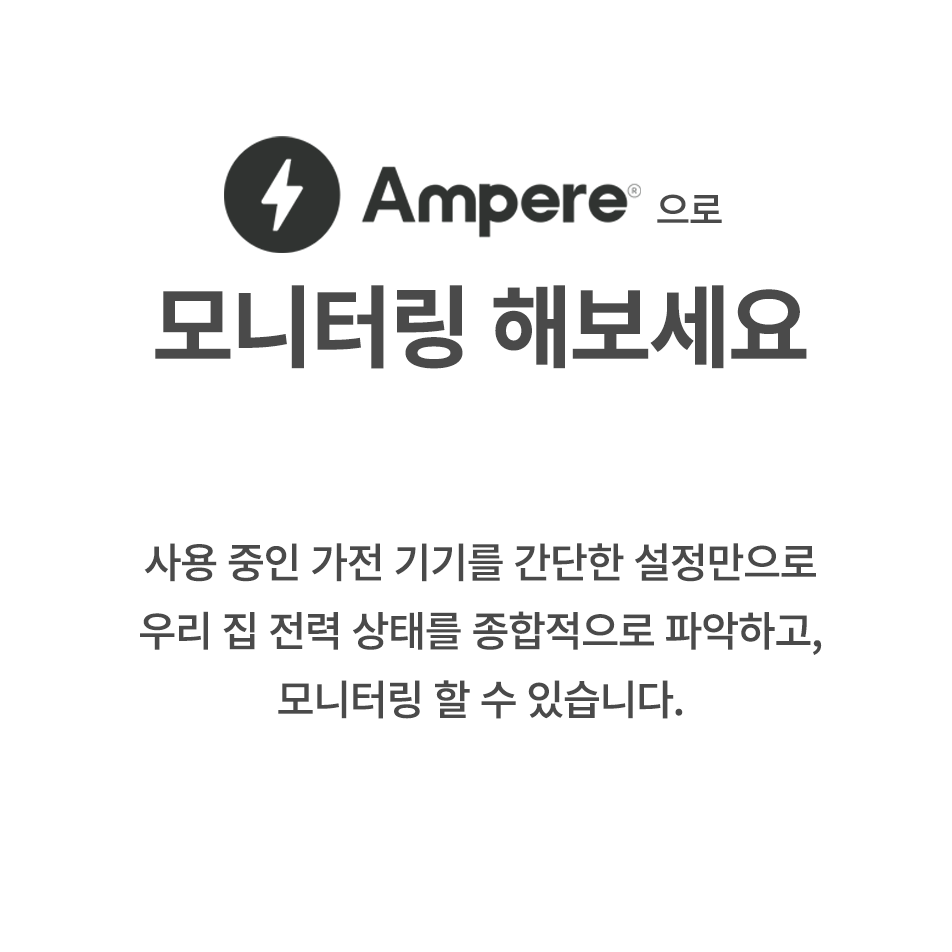 Ampere® 으로
모니터링 해보세요
사용 중인 가전 기기를 간단한 설정만으로
우리 집 전력 상태를 종합적으로 파악하고,
모니터링 할 수 있습니다.